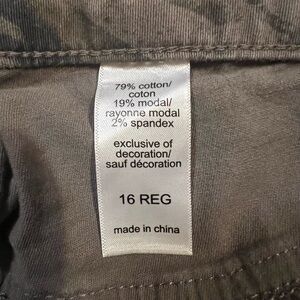 79% cotton/
coton
19% modal/
rayonne modal
2% spandex
exclusive of
decoration/
sauf décoration
16 REG
made in china